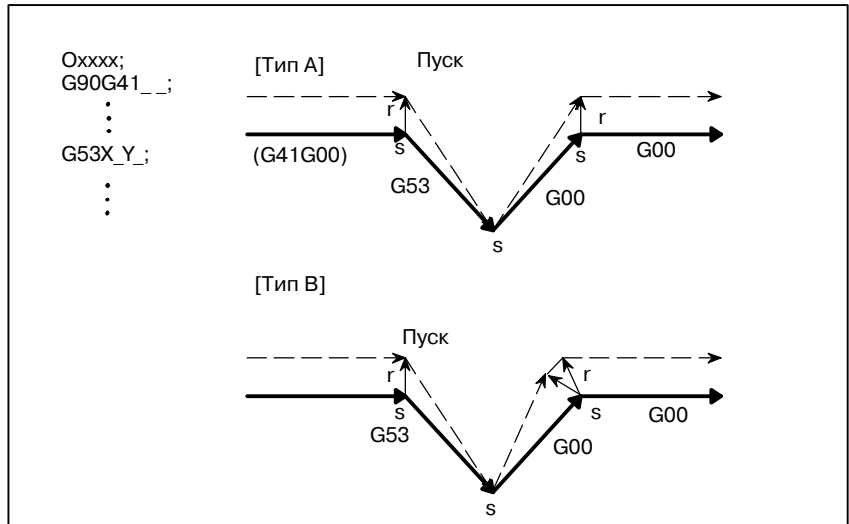 Oxxxx;
G90G41_ _;
G53X_Y_;
[Тип A]
Пуск
r
s
(G41G00)
G53
s
G00
s
r
G00
[Тип B]
Пуск
r
s
G53
s
G00
r
s
G00